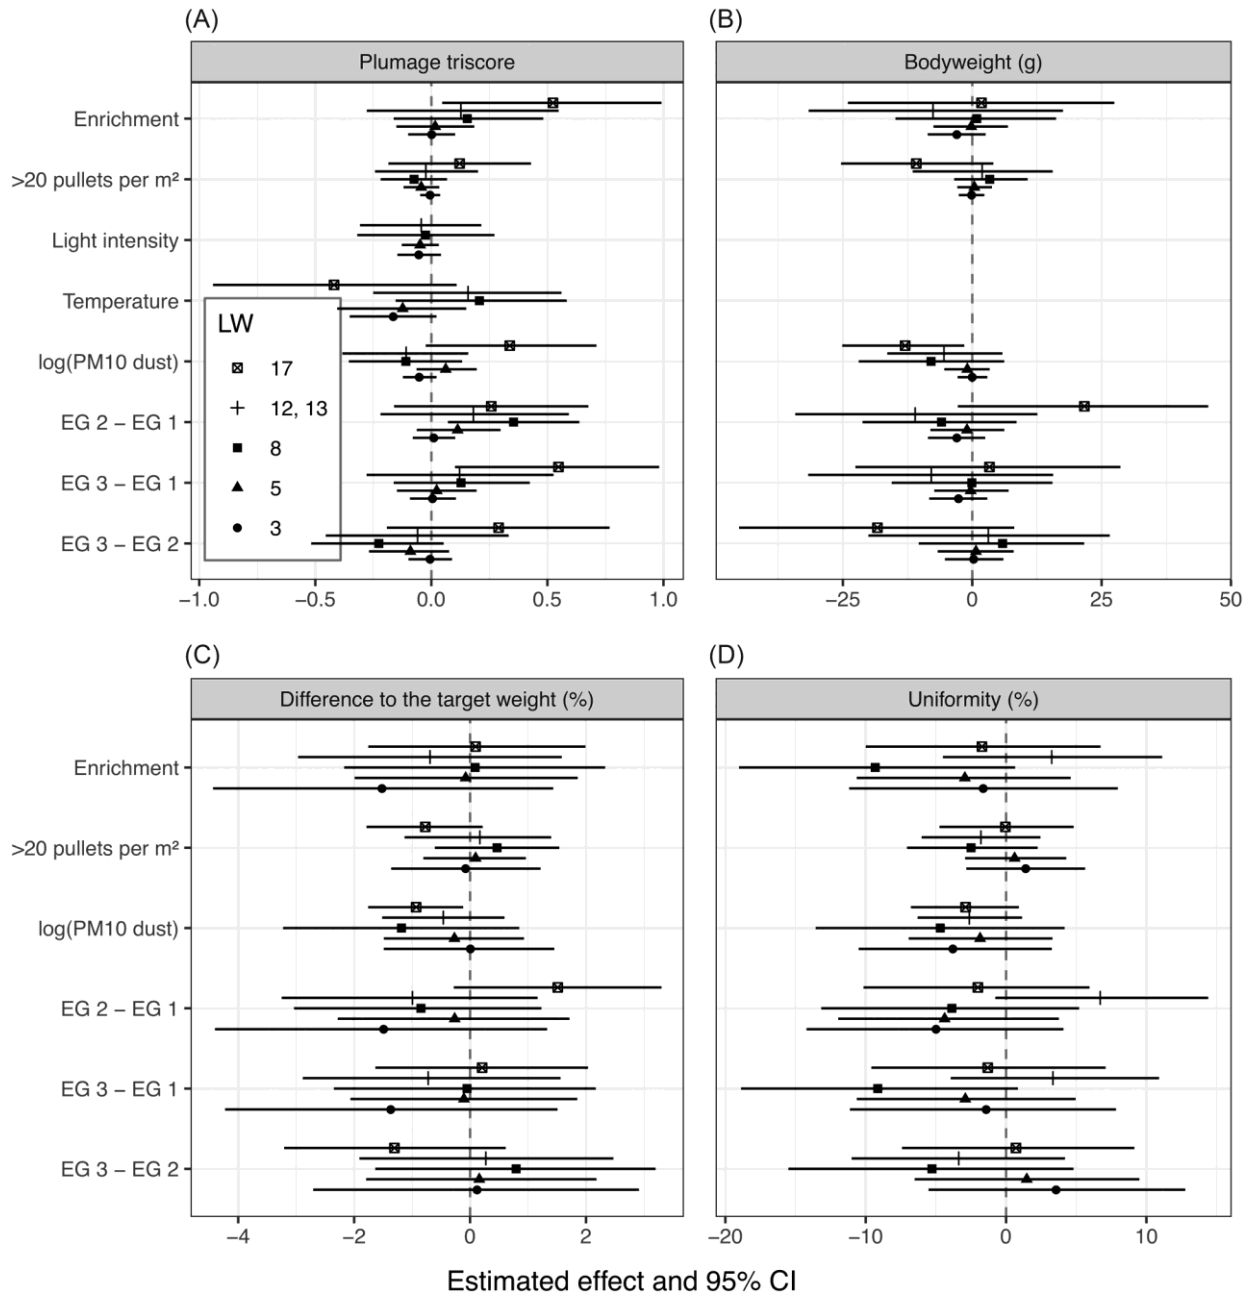 (A)
Plumage triscore
Enrichment
>20 pullets per m²
Light intensity
Temperature
log(PM10 dust)
EG 2 − EG 1
EG 3 − EG 1
EG 3 − EG 2
LW
17
12, 13
8
5
3
−1.0 −0.5 0.0 0.5 1.0
(B)
Bodyweight (g)
−25 0 25 50
(C)
Difference to the target weight (%)
Enrichment
>20 pullets per m²
log(PM10 dust)
EG 2 − EG 1
EG 3 − EG 1
EG 3 − EG 2
−4 −2 0 2
(D)
Uniformity (%)
−20 −10 0 10
Estimated effect and 95% CI